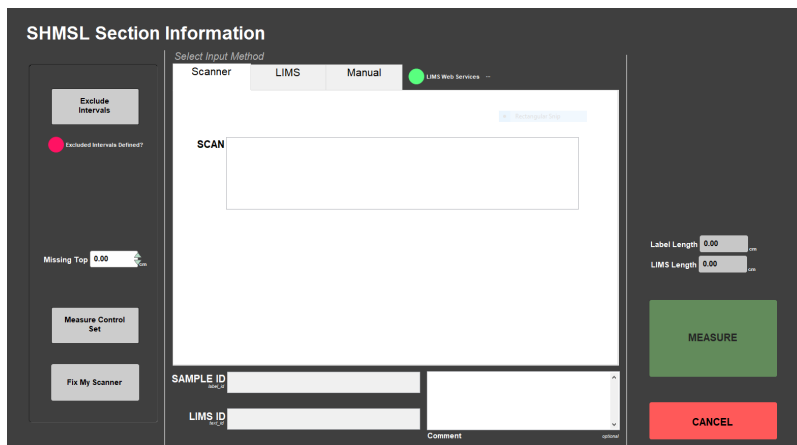 SHMSL Section Information
Select Input Method
Scanner
LIMS
Manual
LIMS Web Services
Exclude
Intervals
Excluded Intervals Defined?
Rectangular Snip
SCAN
Missing Top
0.00
cm
Label Length
0.00
cm
LIMS Length
0.00
cm
Measure Control
Set
MEASURE
Fix My Scanner
SAMPLE ID
label_id
LIMS ID
text_id
Comment
optional
CANCEL